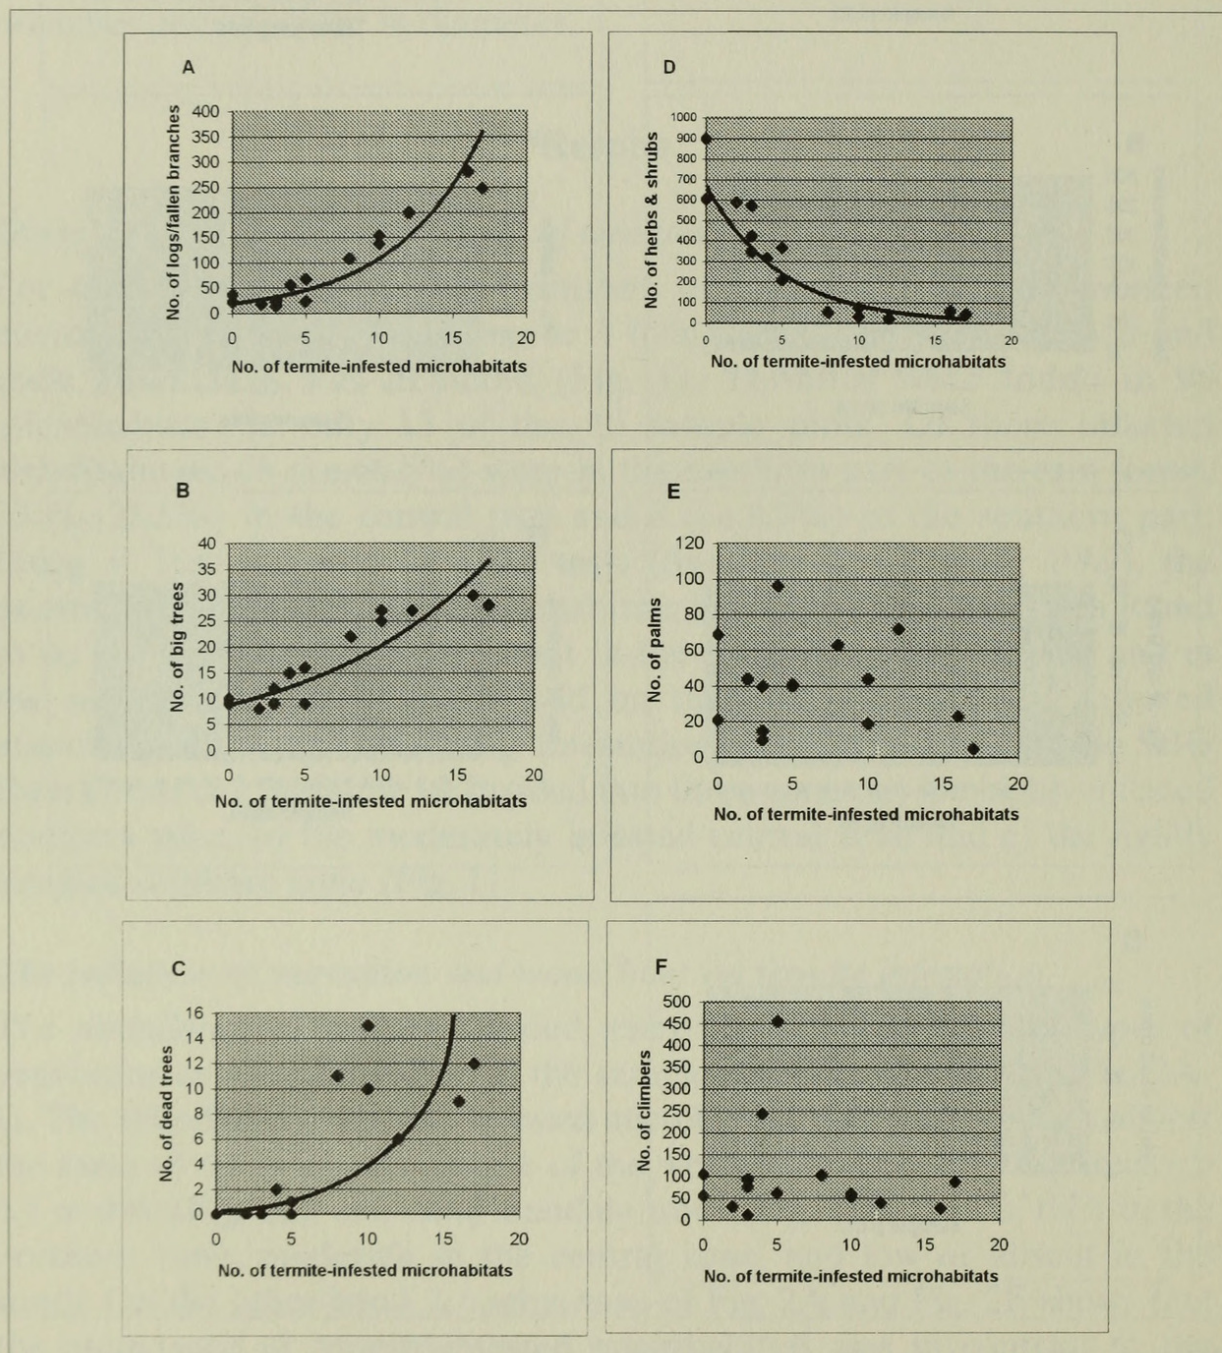 A
No. of logs/fallen branches
400
350
300
250
200
150
100
50
0
0 5 10 15 20
No. of termite-infested microhabitats
D
No. of herbs & shrubs
1000
900
800
700
600
500
400
300
200
100
0
0 5 10 15 20
No. of termite-infested microhabitats
B
No. of big trees
40
35
30
25
20
15
10
5
0
0 5 10 15 20
No. of termite-infested microhabitats
E
No. of palms
120
100
80
60
40
20
0
0 5 10 15 20
No. of termite-infested microhabitats
C
No. of dead trees
16
14
12
10
8
6
4
2
0
0 5 10 15 20
No. of termite-infested microhabitats
F
No. of climbers
500
450
400
350
300
250
200
150
100
50
0
0 5 10 15 20
No. of termite-infested microhabitats